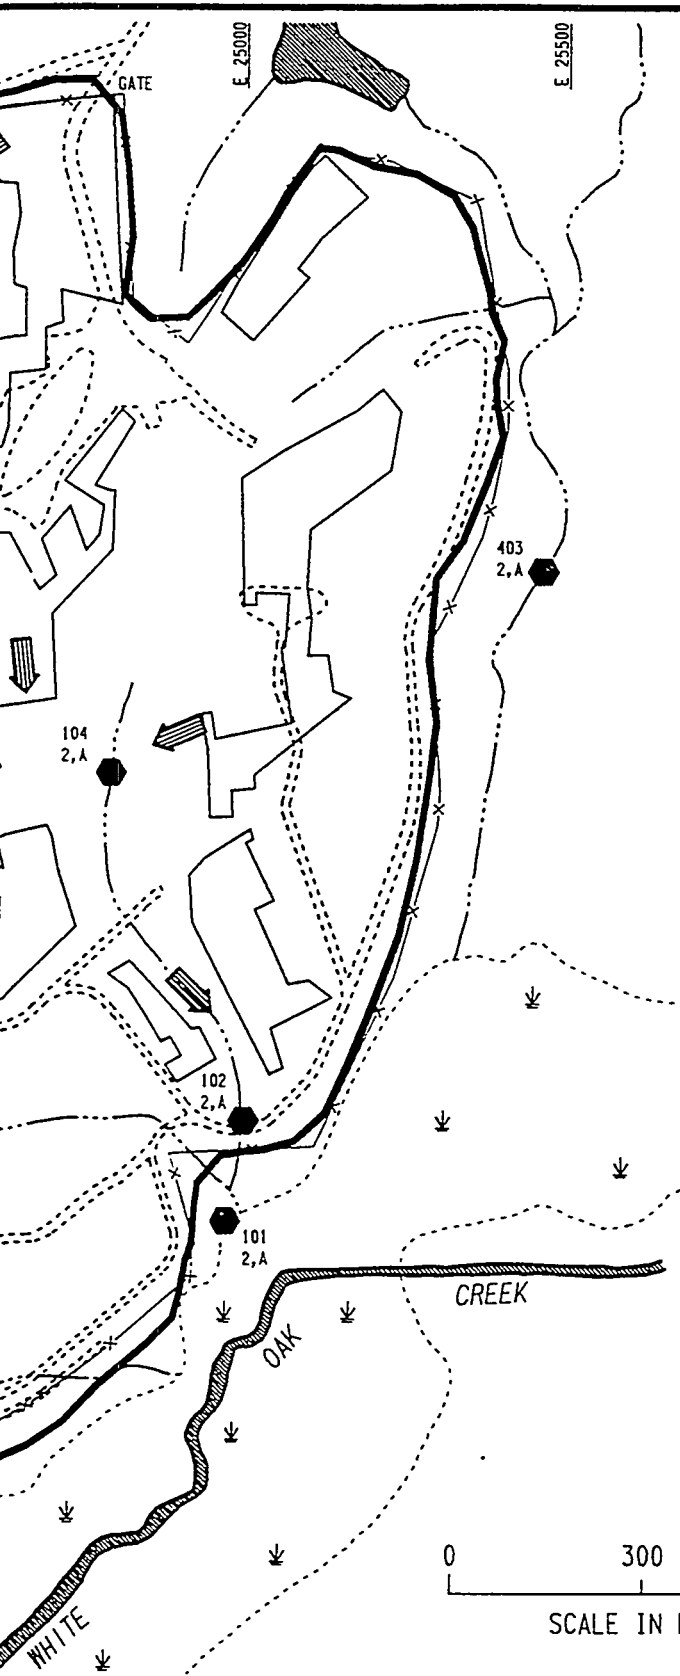 E 25000
E 25500
GATE
403
2,A
104
2,A
102
2,A
101
2,A
CREEK
OAK
WHITE
0 300
SCALE IN